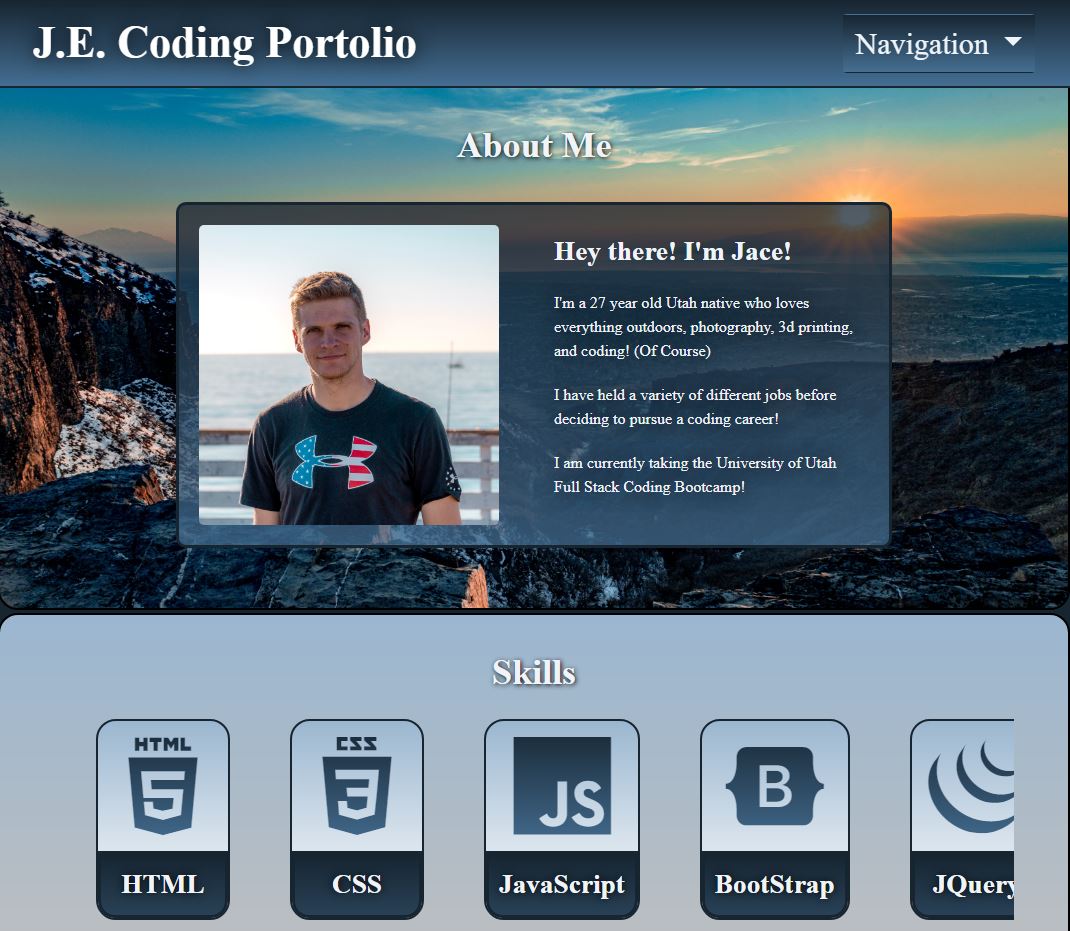 J.E. Coding Portolio
Navigation
About Me
Hey there! I'm Jace!
I'm a 27 year old Utah native who loves
everything outdoors, photography, 3d printing,
and coding! (Of Course)
I have held a variety of different jobs before
deciding to pursue a coding career!
I am currently taking the University of Utah
Full Stack Coding Bootcamp!
Skills
HTML
5
CSS
3
JS
B
HTML
CSS
JavaScript
BootStrap
JQuery